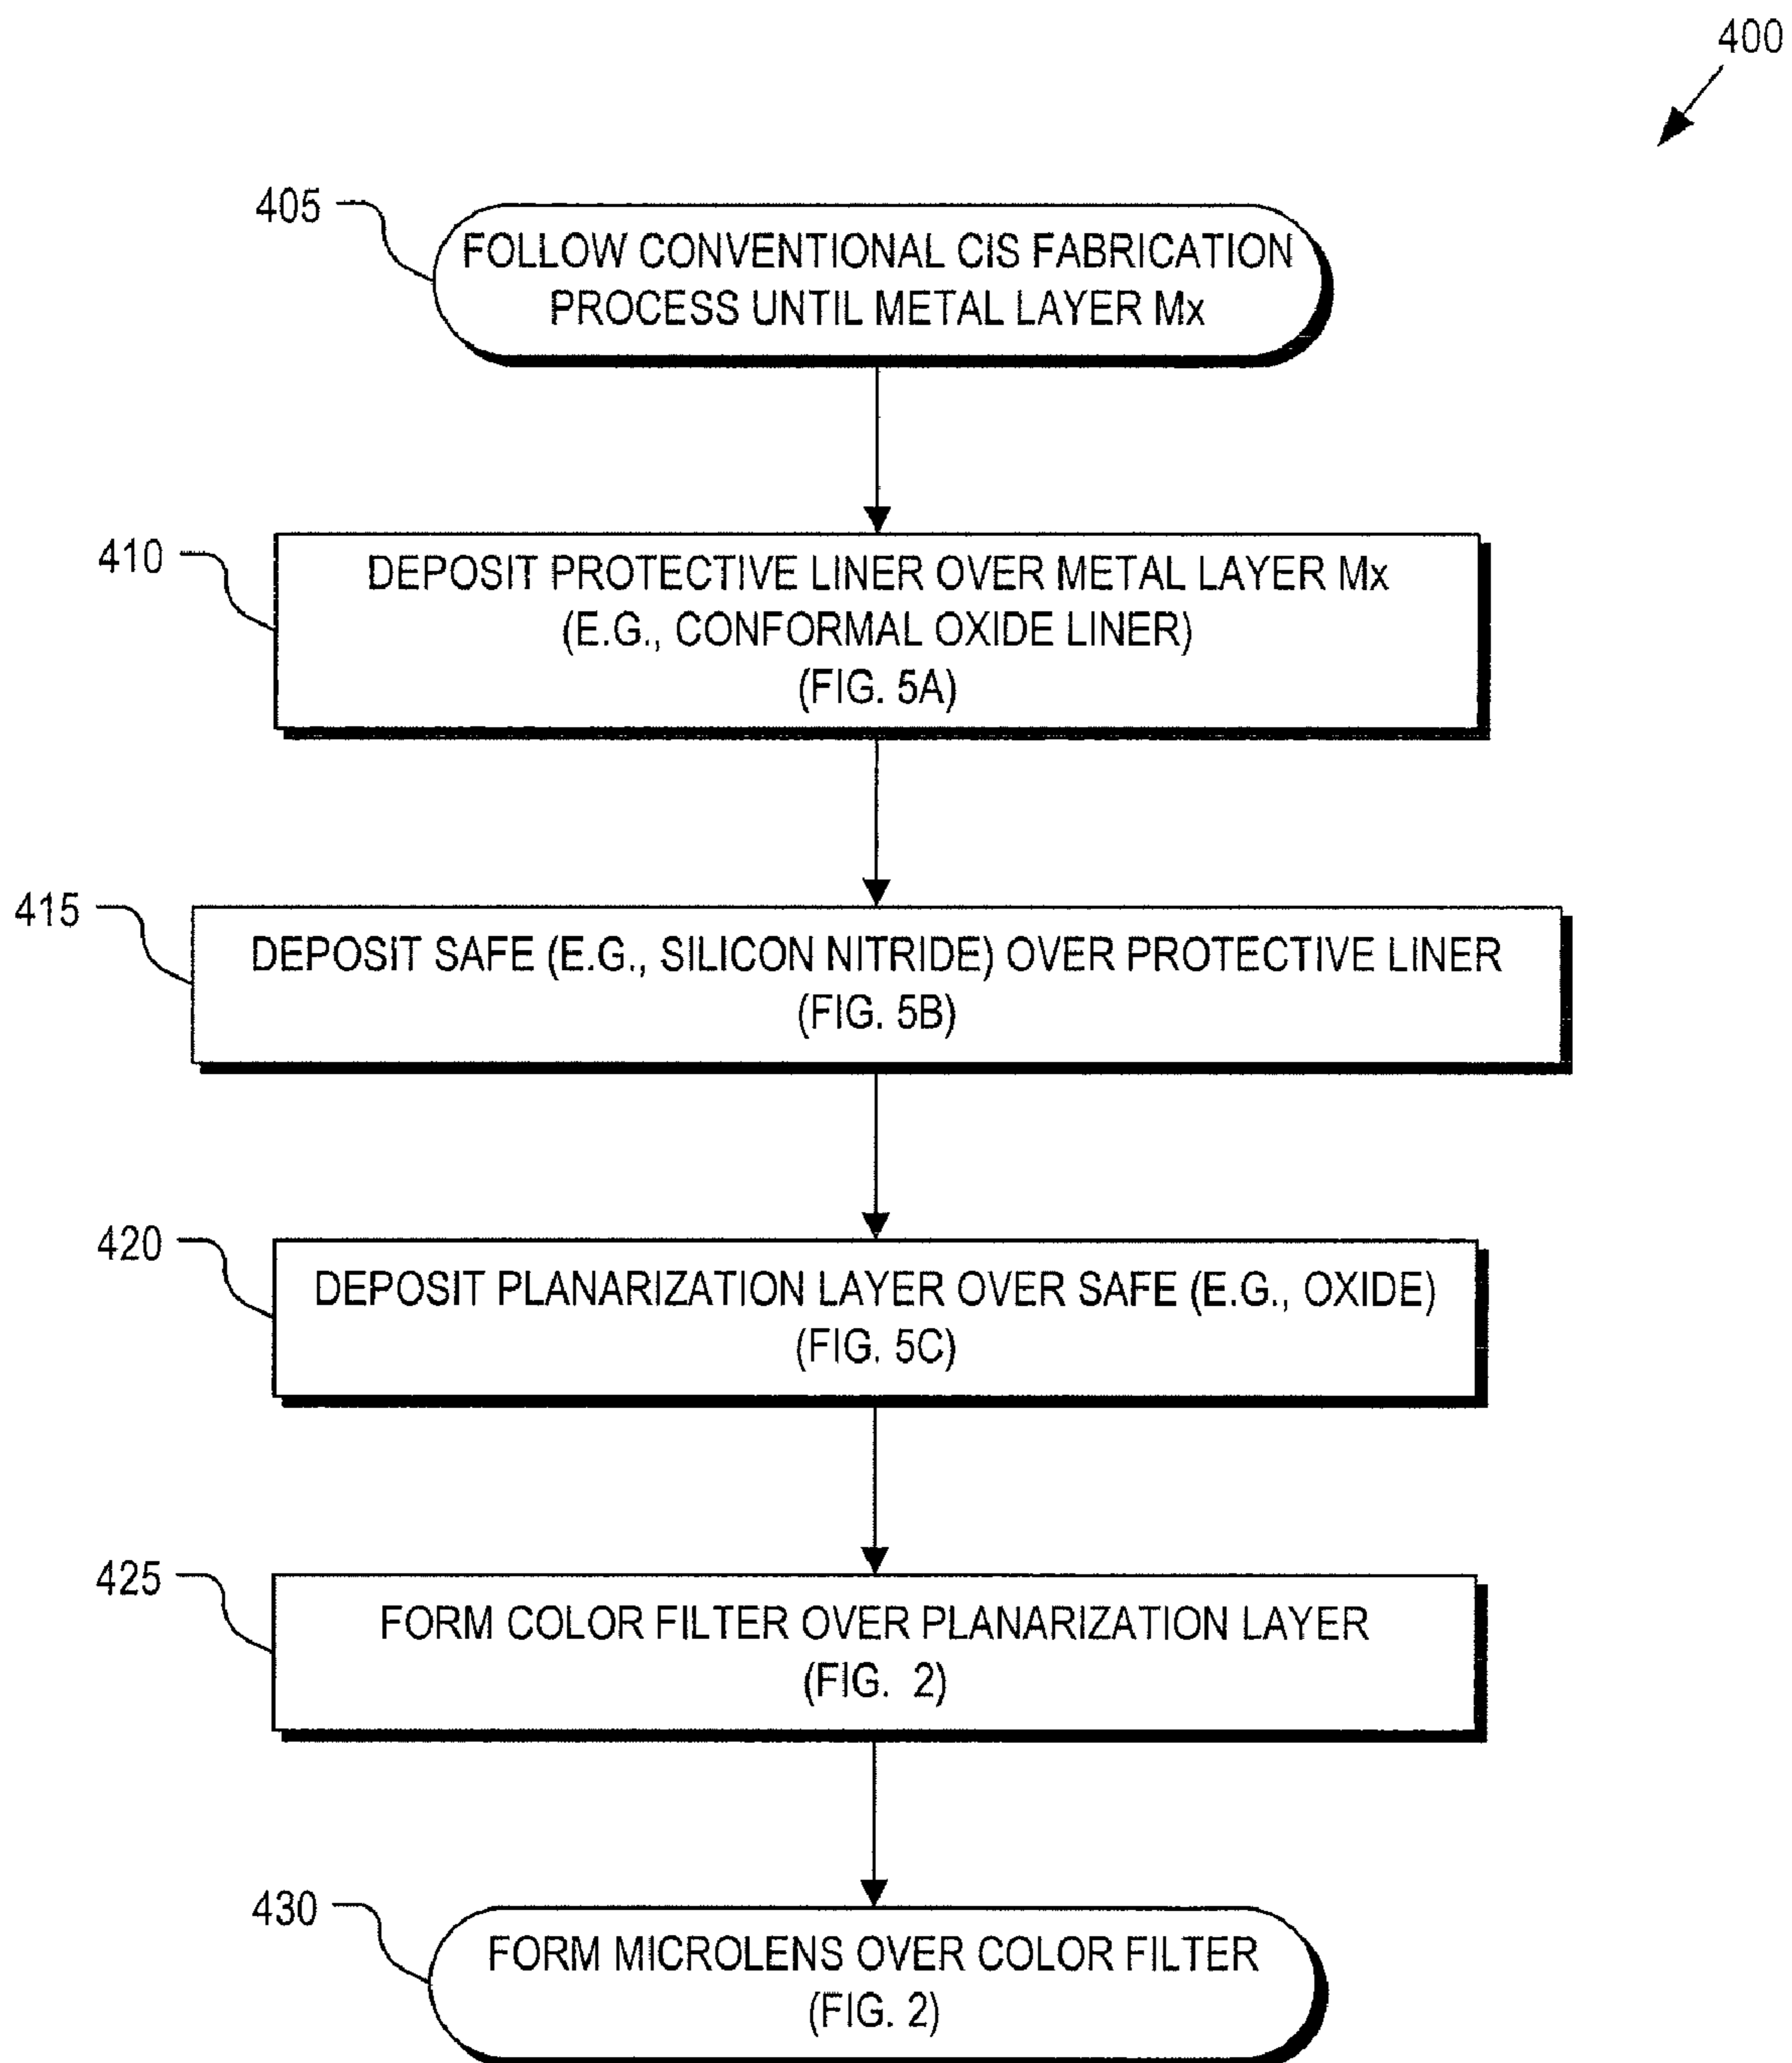 400
405
FOLLOW CONVENTIONAL CIS FABRICATION
PROCESS UNTIL METAL LAYER Mx
410
DEPOSIT PROTECTIVE LINER OVER METAL LAYER Mx
(E.G., CONFORMAL OXIDE LINER)
(FIG. 5A)
415
DEPOSIT SAFE (E.G., SILICON NITRIDE) OVER PROTECTIVE LINER
(FIG. 5B)
420
DEPOSIT PLANARIZATION LAYER OVER SAFE (E.G., OXIDE)
(FIG. 5C)
425
FORM COLOR FILTER OVER PLANARIZATION LAYER
(FIG. 2)
430
FORM MICROLENS OVER COLOR FILTER
(FIG. 2)